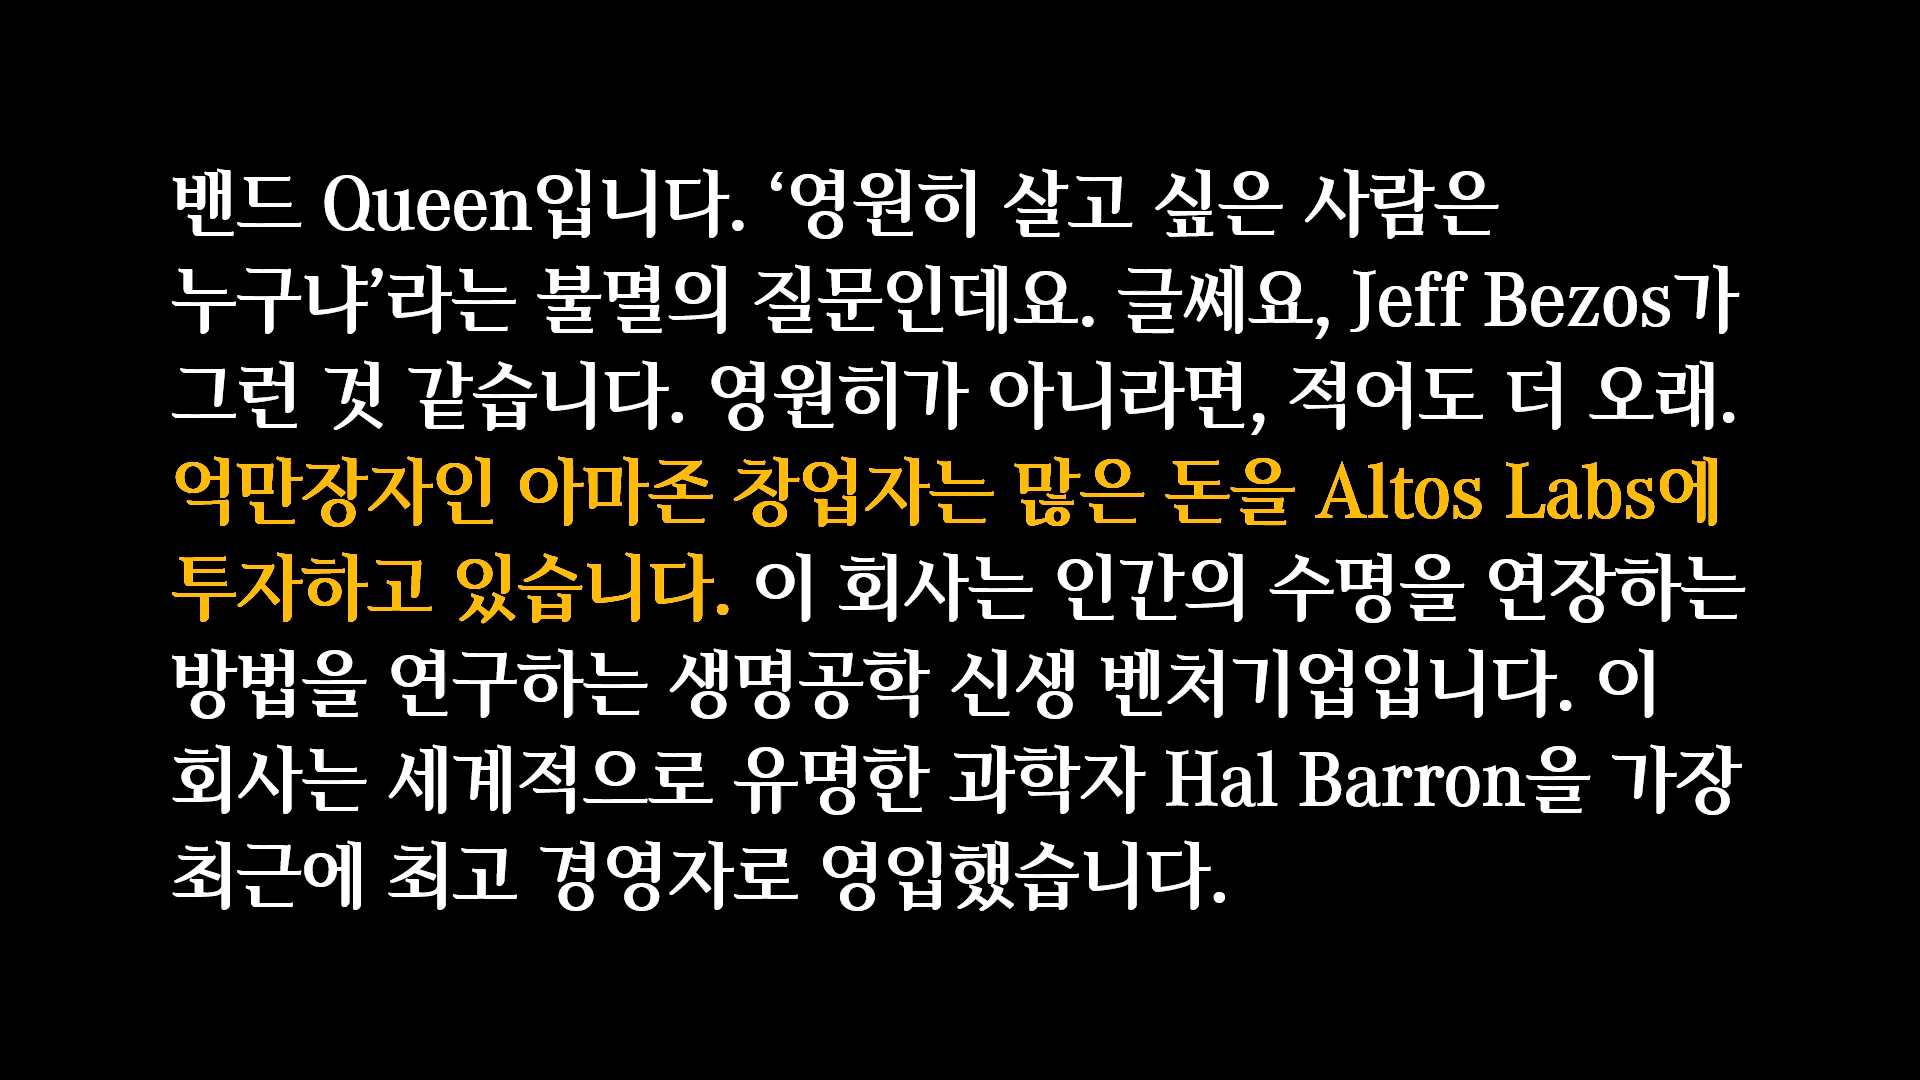 밴드 Queen입니다. ‘영원히 살고 싶은 사람은
누구냐’라는 불멸의 질문인데요. 글쎄요, Jeff Bezos가
그런 것 같습니다. 영원히가 아니라면, 적어도 더 오래.
억만장자인 아마존 창업자는 많은 돈을 Altos Labs에
투자하고 있습니다. 이 회사는 인간의 수명을 연장하는
방법을 연구하는 생명공학 신생 벤처기업입니다. 이
회사는 세계적으로 유명한 과학자 Hal Barron을 가장
최근에 최고 경영자로 영입했습니다.